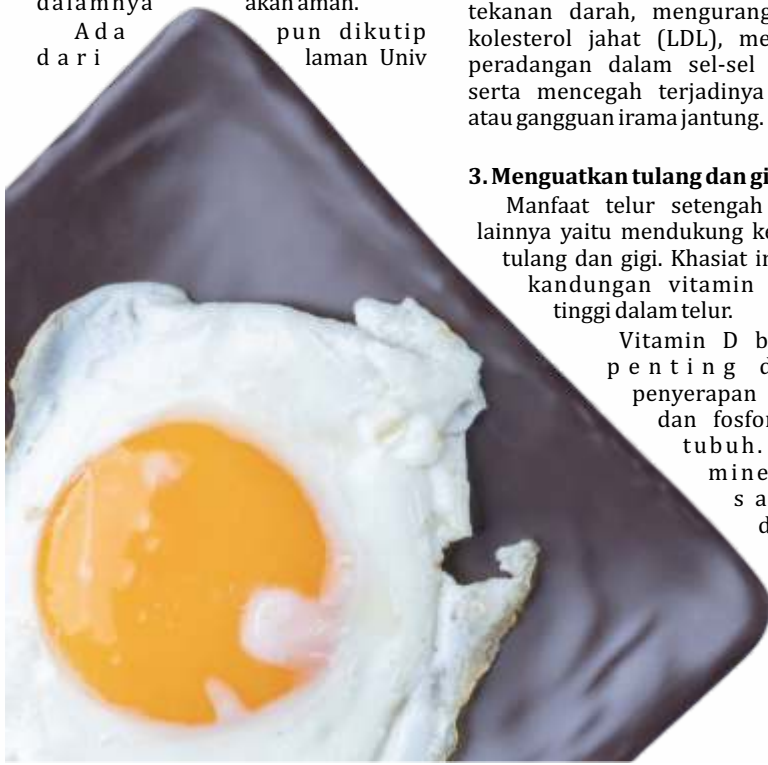 dalamnya
Ada
dari
akan aman.
pun dikutip
laman Univ
tekanan darah, mengurang
kolesterol jahat (LDL), me
peradangan dalam sel-sel
serta mencegah terjadinya
atau gangguan irama jantung.
3. Menguatkan tulang dan gi
Manfaat telur setengah
lainnya yaitu mendukung ke
tulang dan gigi. Khasiat in
kandungan vitamin
tinggi dalam telur.
Vitamin D b
penting d
penyerapan
dan fosfor
tubuh.
mine
sa
d